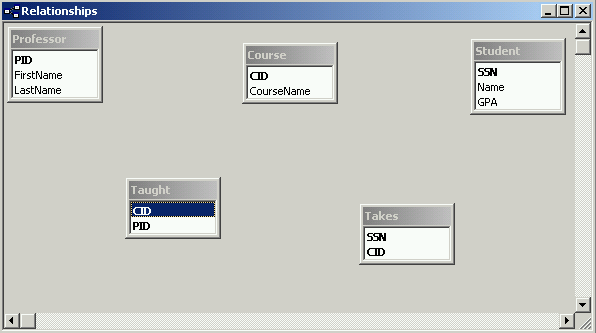 Relationships
Professor
PID
FirstName
LastName
Course
CID
CourseName
Student
SSN
Name
GPA
Taught
CID
PID
Takes
SSN
CID